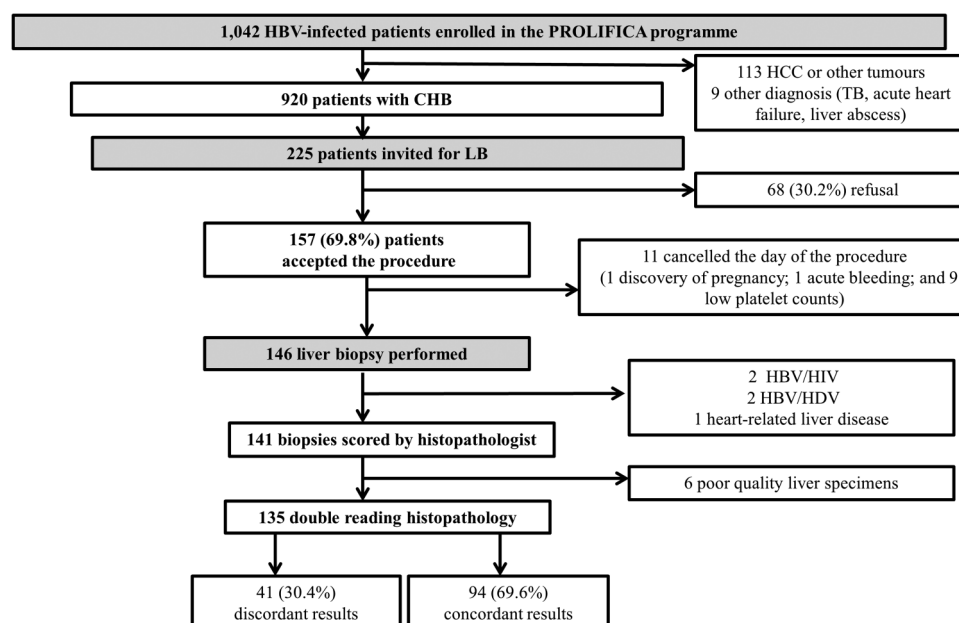 1,042 HBV-infected patients enrolled in the PROLIFICA programme
113 HCC or other tumours
9 other diagnosis (TB, acute heart
failure, liver abscess)
920 patients with CHB
225 patients invited for LB
68 (30.2%) refusal
157 (69.8%) patients
accepted the procedure
11 cancelled the day of the procedure
(1 discovery of pregnancy; 1 acute bleeding; and 9
low platelet counts)
146 liver biopsy performed
2 HBV/HIV
2 HBV/HDV
1 heart-related liver disease
141 biopsies scored by histopathologist
6 poor quality liver specimens
135 double reading histopathology
41 (30.4%)
discordant results
94 (69.6%)
concordant results